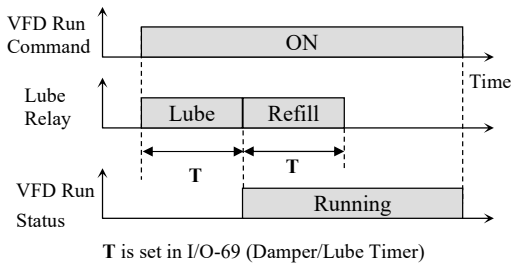 VFD Run
Command
ON
Time
Lube
Relay
Lube
Refill
T
T
VFD Run
Status
Running
T is set in I/O-69 (Damper/Lube Timer)